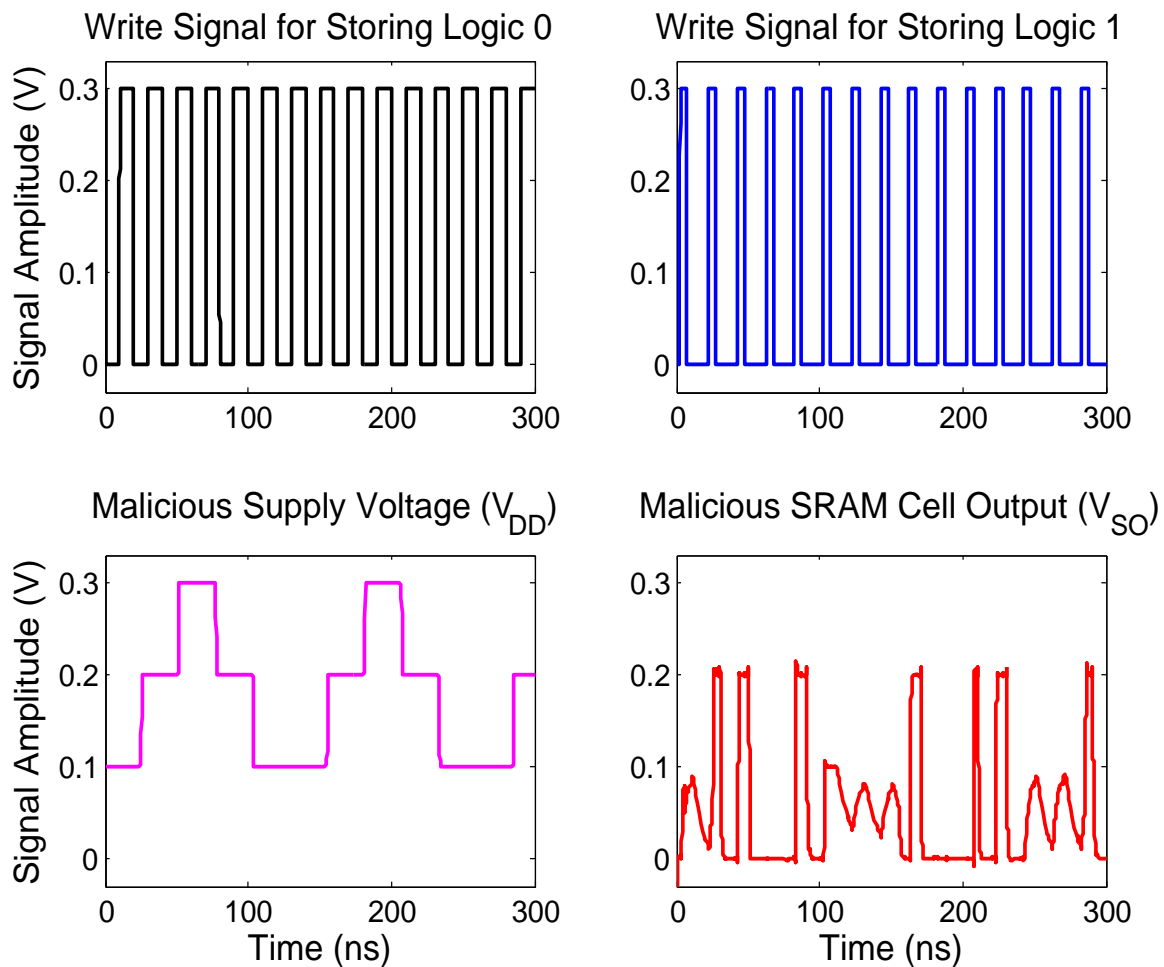 Write Signal for Storing Logic 0
Signal Amplitude (V)
0.3
0.2
0.1
0
0 100 200 300
Write Signal for Storing Logic 1
0.3
0.2
0.1
0
0 100 200 300
Malicious Supply Voltage (V_DD)
Signal Amplitude (V)
0.3
0.2
0.1
0
0 100 200 300
Time (ns)
Malicious SRAM Cell Output (V_SO)
0.3
0.2
0.1
0
0 100 200 300
Time (ns)